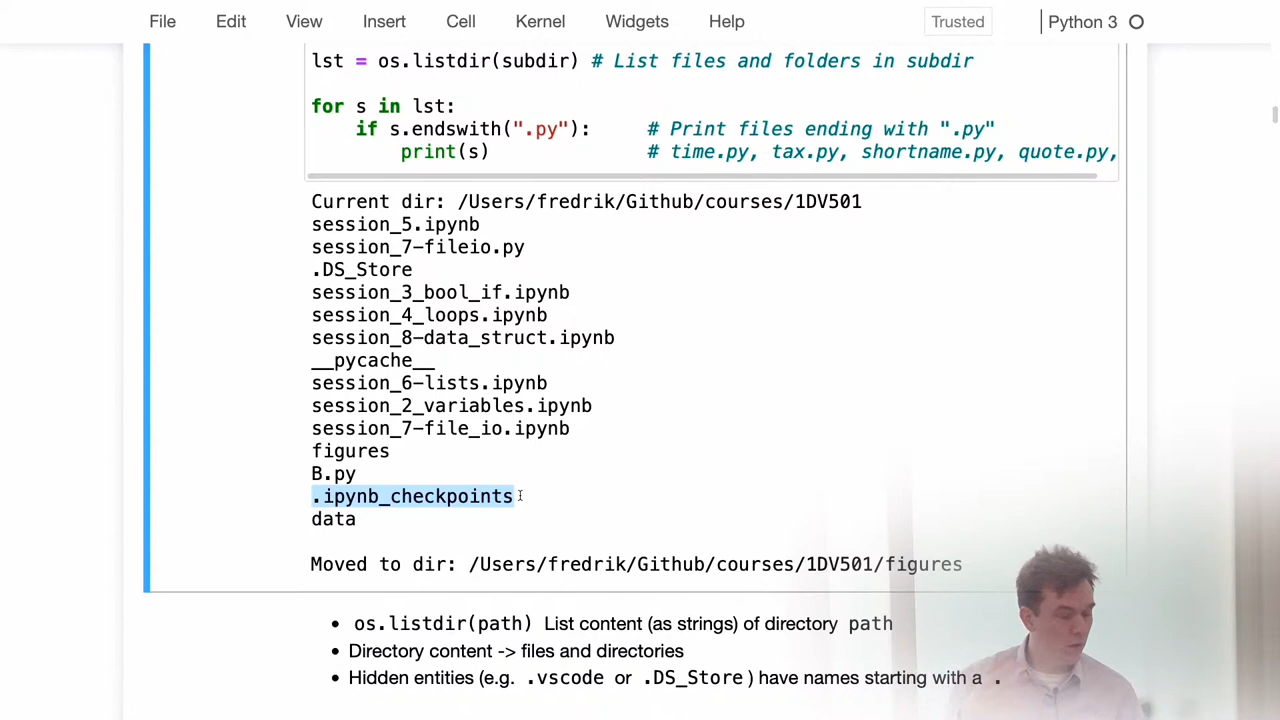 File Edit View Insert Cell Kernel Widgets Help Trusted Python 3
lst = os.listdir(subdir) # List files and folders in subdir
for s in lst:
if s.endswith(".py"): # Print files ending with ".py"
print(s) # time.py, tax.py, shortname.py, quote.py,
Current dir: /Users/fredrik/Github/courses/1DV501
session_5.ipynb
session_7-fileio.py
.DS_Store
session_3_bool_if.ipynb
session_4_loops.ipynb
session_8-data_struct.ipynb
__pycache__
session_6-lists.ipynb
session_2_variables.ipynb
session_7-file_io.ipynb
figures
B.py
.ipynb_checkpoints
data
Moved to dir: /Users/fredrik/Github/courses/1DV501/figures
• os.listdir(path) List content (as strings) of directory path
• Directory content -> files and directories
• Hidden entities (e.g. .vscode or .DS_Store) have names starting with a .